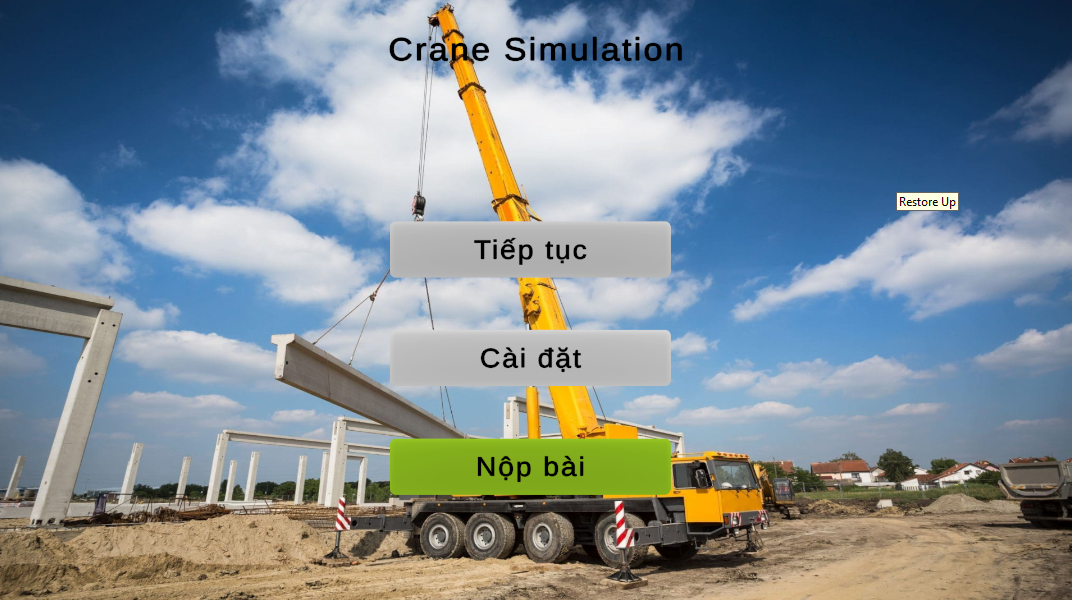 Crane Simulation
Restore Up
Tiếp tục
Cài đặt
Nộp bài